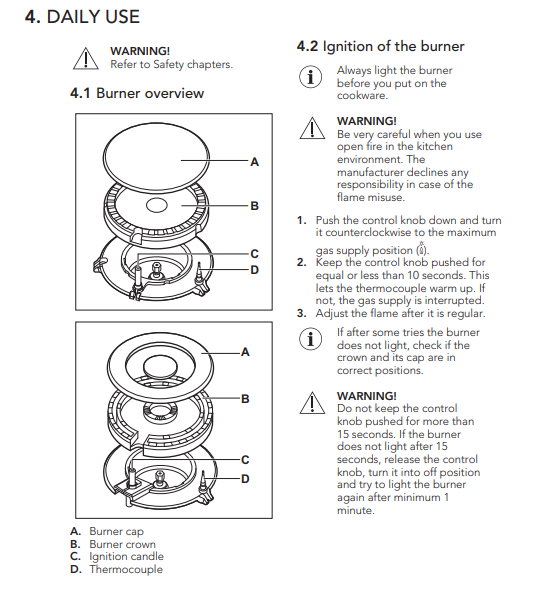 4. DAILY USE
WARNING!
Refer to Safety chapters.
4.1 Burner overview
A
B
C
D
A
B
C
D
A. Burner cap
B. Burner crown
C. Ignition candle
D. Thermocouple
4.2 Ignition of the burner
Always light the burner
before you put on the
cookware.
WARNING!
Be very careful when you use
open fire in the kitchen
environment. The
manufacturer declines any
responsibility in case of the
flame misuse.
1. Push the control knob down and turn
it counterclockwise to the maximum
gas supply position ( ).
2. Keep the control knob pushed for
equal or less than 10 seconds. This
lets the thermocouple warm up. If
not, the gas supply is interrupted.
3. Adjust the flame after it is regular.
If after some tries the burner
does not light, check if the
crown and its cap are in
correct positions.
WARNING!
Do not keep the control
knob pushed for more than
15 seconds. If the burner
does not light after 15
seconds, release the control
knob, turn it into off position
and try to light the burner
again after minimum 1
minute.